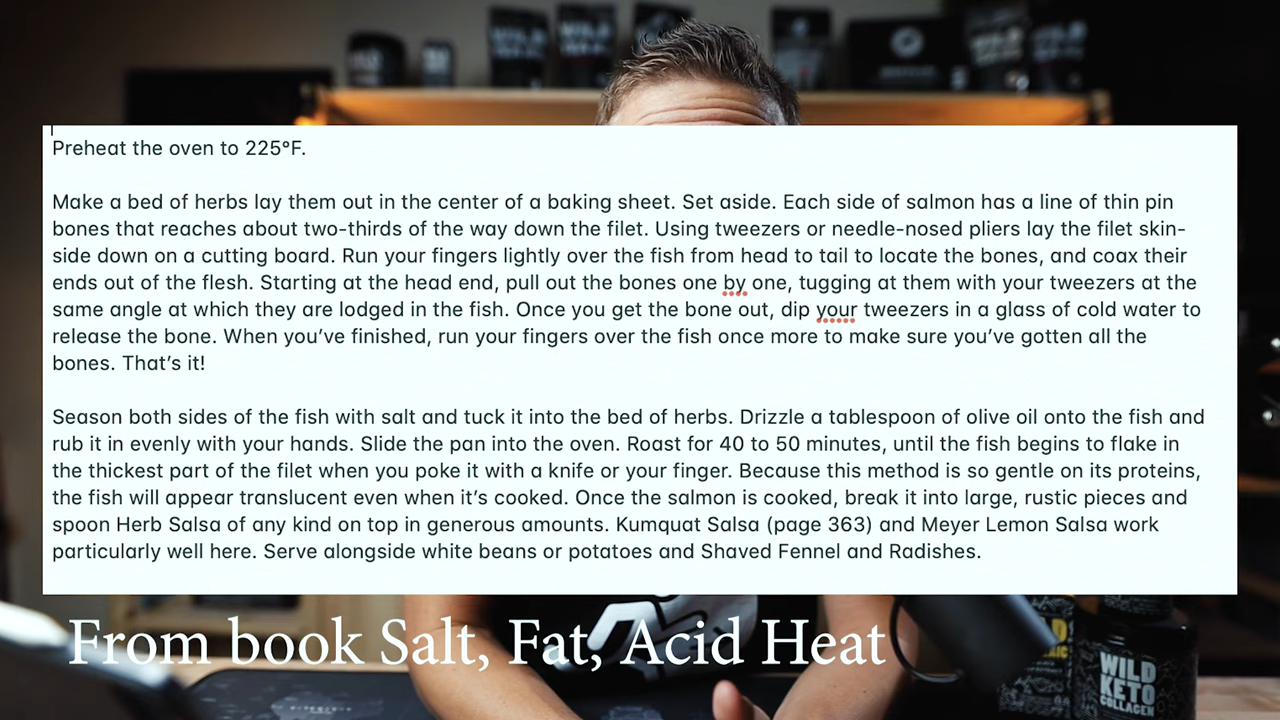 WILD
WILD
WILD
WILD
Preheat the oven to 225°F.
Make a bed of herbs lay them out in the center of a baking sheet. Set aside. Each side of salmon has a line of thin pin
bones that reaches about two-thirds of the way down the filet. Using tweezers or needle-nosed pliers lay the filet skin-
side down on a cutting board. Run your fingers lightly over the fish from head to tail to locate the bones, and coax their
ends out of the flesh. Starting at the head end, pull out the bones one by one, tugging at them with your tweezers at the
same angle at which they are lodged in the fish. Once you get the bone out, dip your tweezers in a glass of cold water to
release the bone. When you’ve finished, run your fingers over the fish once more to make sure you’ve gotten all the
bones. That’s it!
Season both sides of the fish with salt and tuck it into the bed of herbs. Drizzle a tablespoon of olive oil onto the fish and
rub it in evenly with your hands. Slide the pan into the oven. Roast for 40 to 50 minutes, until the fish begins to flake in
the thickest part of the filet when you poke it with a knife or your finger. Because this method is so gentle on its proteins,
the fish will appear translucent even when it’s cooked. Once the salmon is cooked, break it into large, rustic pieces and
spoon Herb Salsa of any kind on top in generous amounts. Kumquat Salsa (page 363) and Meyer Lemon Salsa work
particularly well here. Serve alongside white beans or potatoes and Shaved Fennel and Radishes.
From book Salt, Fat, Acid Heat
WILD
KETO
COLLAGEN